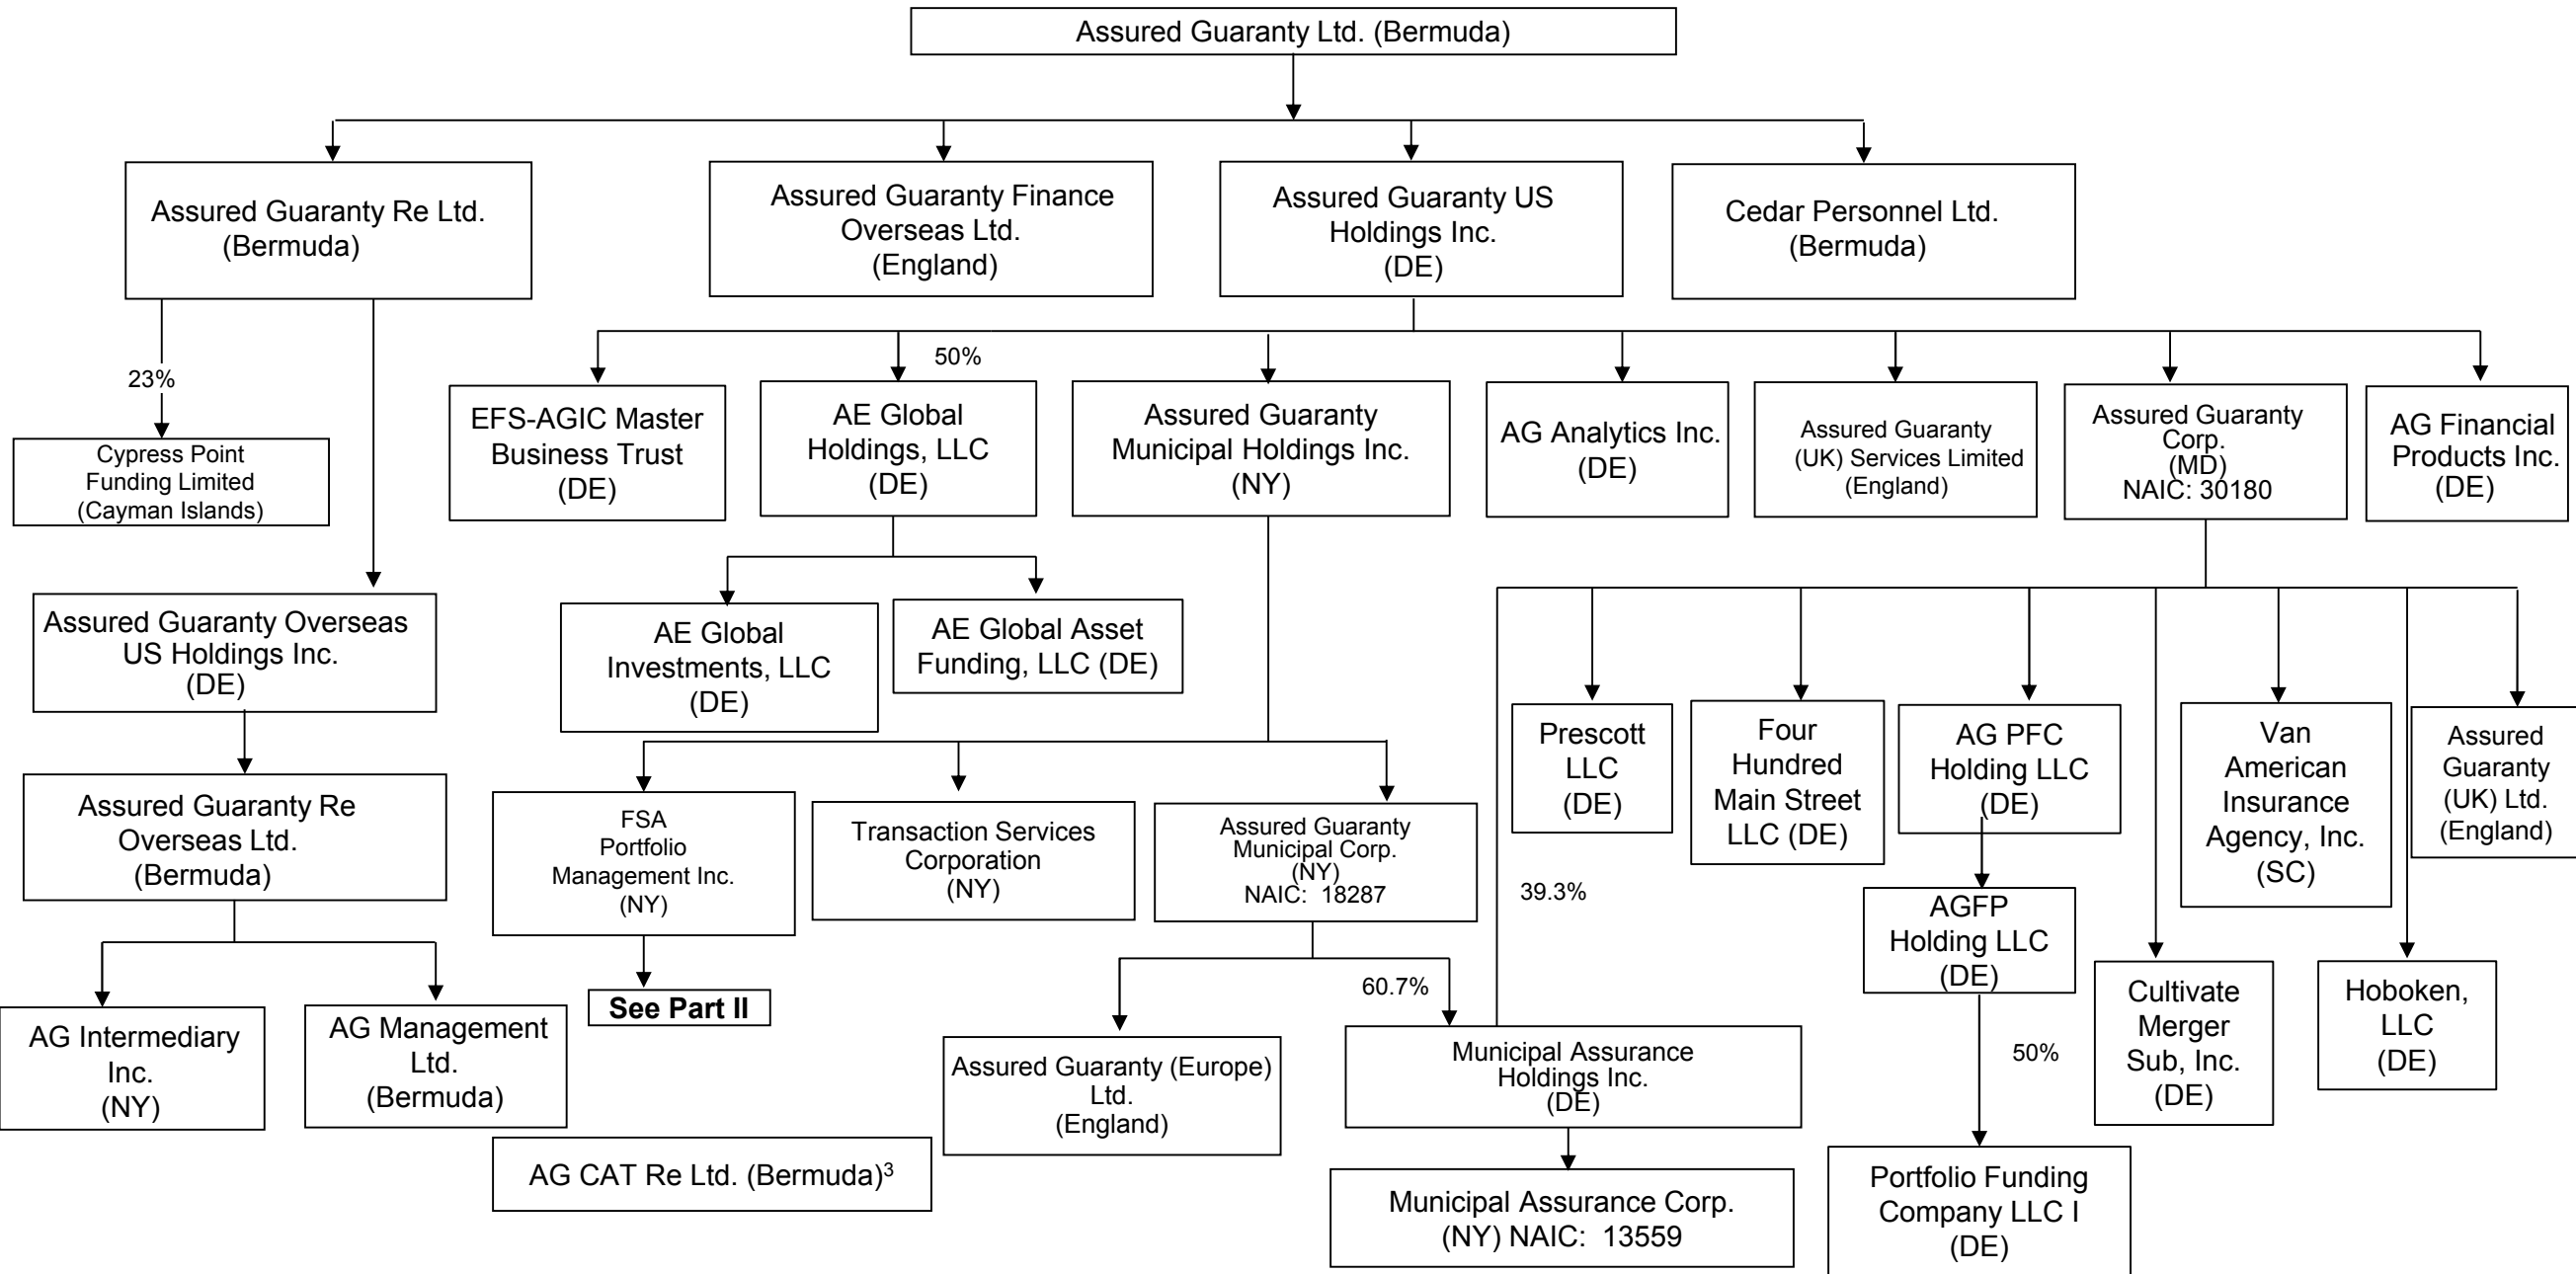 Assured Guaranty Ltd. (Bermuda)
Assured Guaranty Re Ltd.
(Bermuda)
Assured Guaranty Finance
Overseas Ltd.
(England)
Assured Guaranty US
Holdings Inc.
(DE)
Cedar Personnel Ltd.
(Bermuda)
23%
50%
Cypress Point
Funding Limited
(Cayman Islands)
EFS-AGIC Master
Business Trust
(DE)
AE Global
Holdings, LLC
(DE)
Assured Guaranty
Municipal Holdings Inc.
(NY)
AG Analytics Inc.
(DE)
Assured Guaranty
(UK) Services Limited
(England)
Assured Guaranty
Corp.
(MD)
NAIC: 30180
AG Financial
Products Inc.
(DE)
Assured Guaranty Overseas
US Holdings Inc.
(DE)
AE Global
Investments, LLC
(DE)
AE Global Asset
Funding, LLC (DE)
Prescott
LLC
(DE)
Four
Hundred
Main Street
LLC (DE)
AG PFC
Holding LLC
(DE)
Van
American
Insurance
Agency, Inc.
(SC)
Assured
Guaranty
(UK) Ltd.
(England)
Assured Guaranty Re
Overseas Ltd.
(Bermuda)
FSA
Portfolio
Management Inc.
(NY)
Transaction Services
Corporation
(NY)
Assured Guaranty
Municipal Corp.
(NY)
NAIC: 18287
39.3%
AGFP
Holding LLC
(DE)
60.7%
See Part II
AG Intermediary
Inc.
(NY)
AG Management
Ltd.
(Bermuda)
Assured Guaranty (Europe)
Ltd.
(England)
Municipal Assurance
Holdings Inc.
(DE)
50%
Cultivate
Merger
Sub, Inc.
(DE)
Hoboken,
LLC
(DE)
AG CAT Re Ltd. (Bermuda)³
Municipal Assurance Corp.
(NY) NAIC: 13559
Portfolio Funding
Company LLC I
(DE)